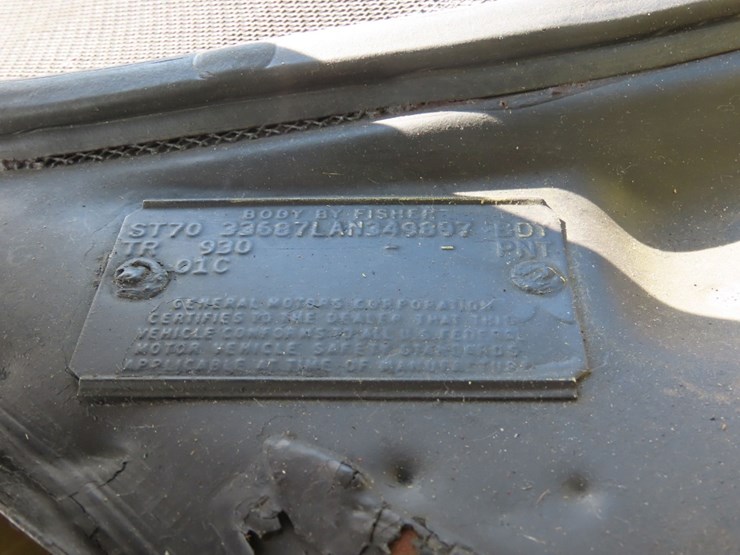 BODY BY FISHER
ST70 33687LAN349897 BDY
TR 930 - - PNT
01C
GENERAL MOTORS CORPORATION
CERTIFIES TO THE DEALER THAT THIS
VEHICLE CONFORMS TO ALL U.S. FEDERAL
MOTOR VEHICLE SAFETY STANDARDS
APPLICABLE AT TIME OF MANUFACTURE